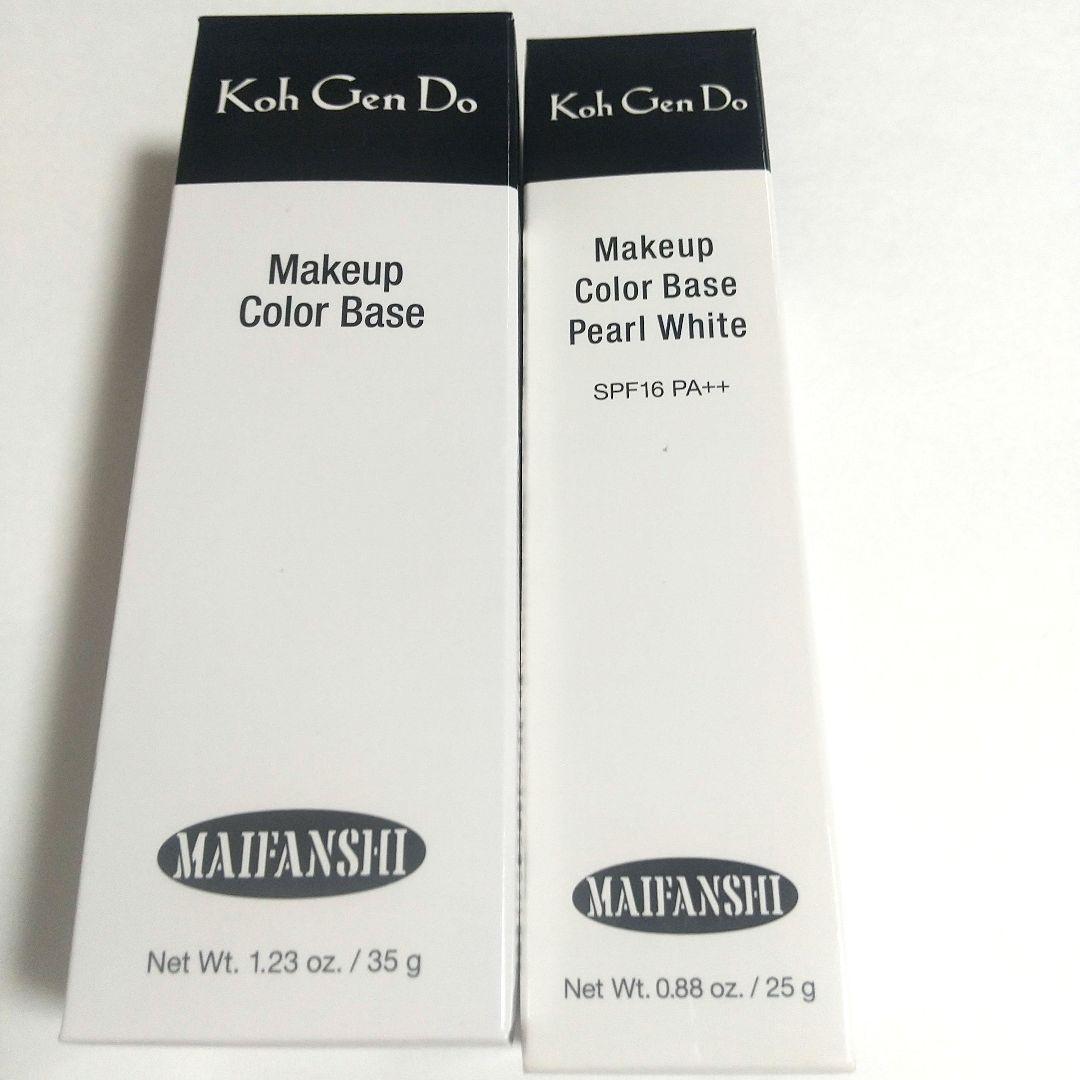 Koh Gen Do
Makeup
Color Base
MAIFANSHI
Net Wt. 1.23 oz. / 35 g
Koh Gen Do
Makeup
Color Base
Pearl White
SPF16 PA++
MAIFANSHI
Net Wt. 0.88 oz. / 25 g